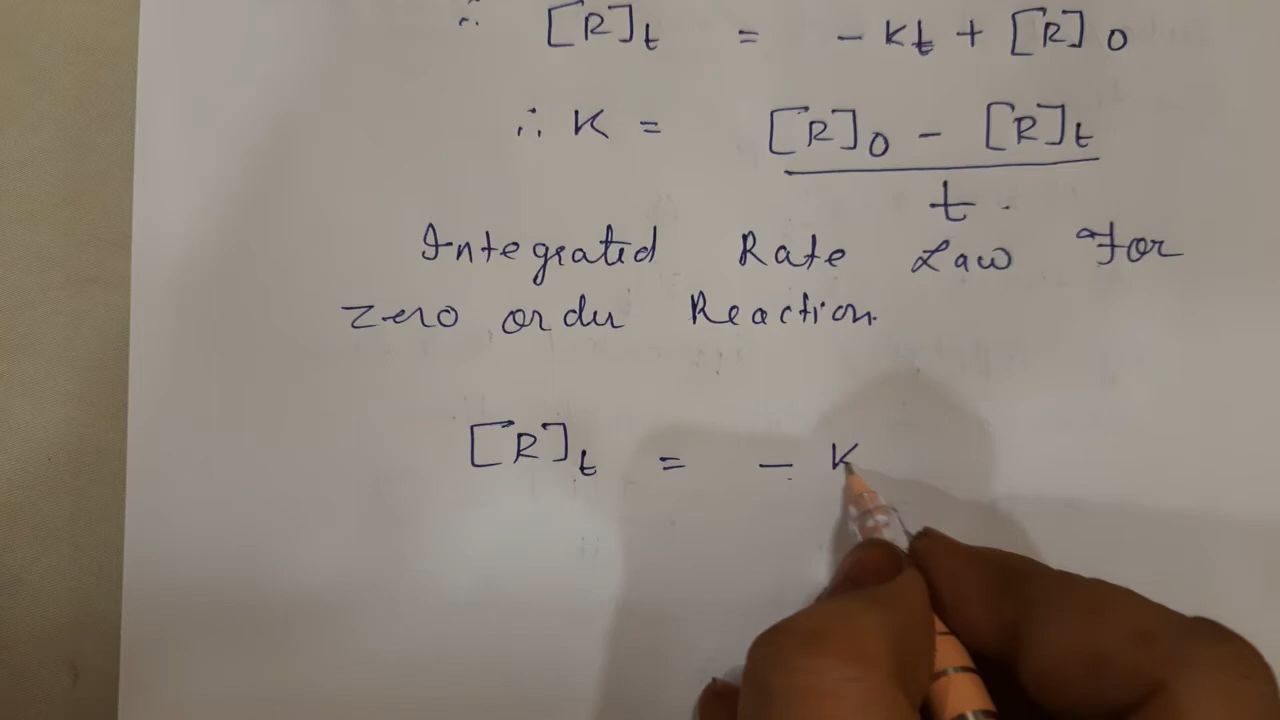 ∴ [R]t = - Kt + [R]0
∴ K = [R]0 - [R]t
t.
Integrated Rate Law For
zero order Reaction.
[R]t = - K